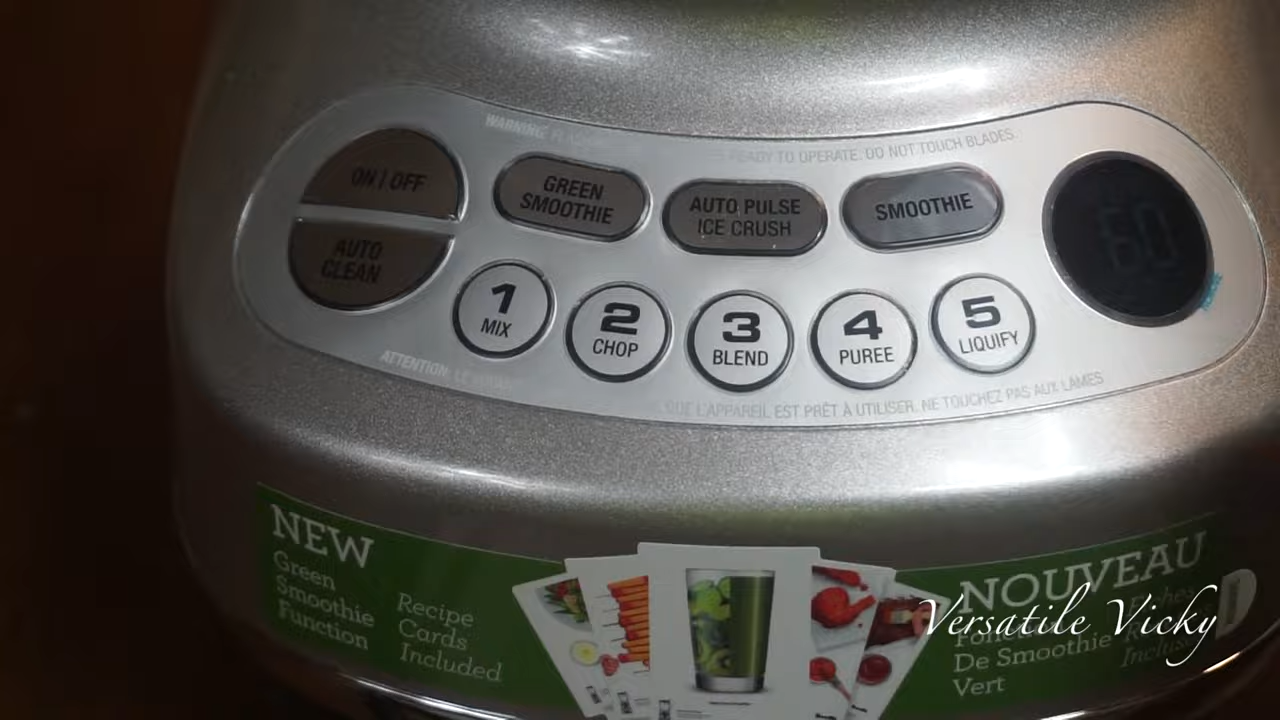 WARNING
READY TO OPERATE. DO NOT TOUCH BLADES.
ON | OFF
AUTO
CLEAN
GREEN
SMOOTHIE
AUTO PULSE
ICE CRUSH
SMOOTHIE
60
1
MIX
2
CHOP
3
BLEND
4
PUREE
5
LIQUIFY
ATTENTION: LE
QUE L'APPAREIL EST PRÊT À UTILISER. NE TOUCHEZ PAS AUX LAMES
NEW
Green
Smoothie
Function
Recipe
Cards
Included
NOUVEAU
De Smoothie
Vert
Versatile Vicky